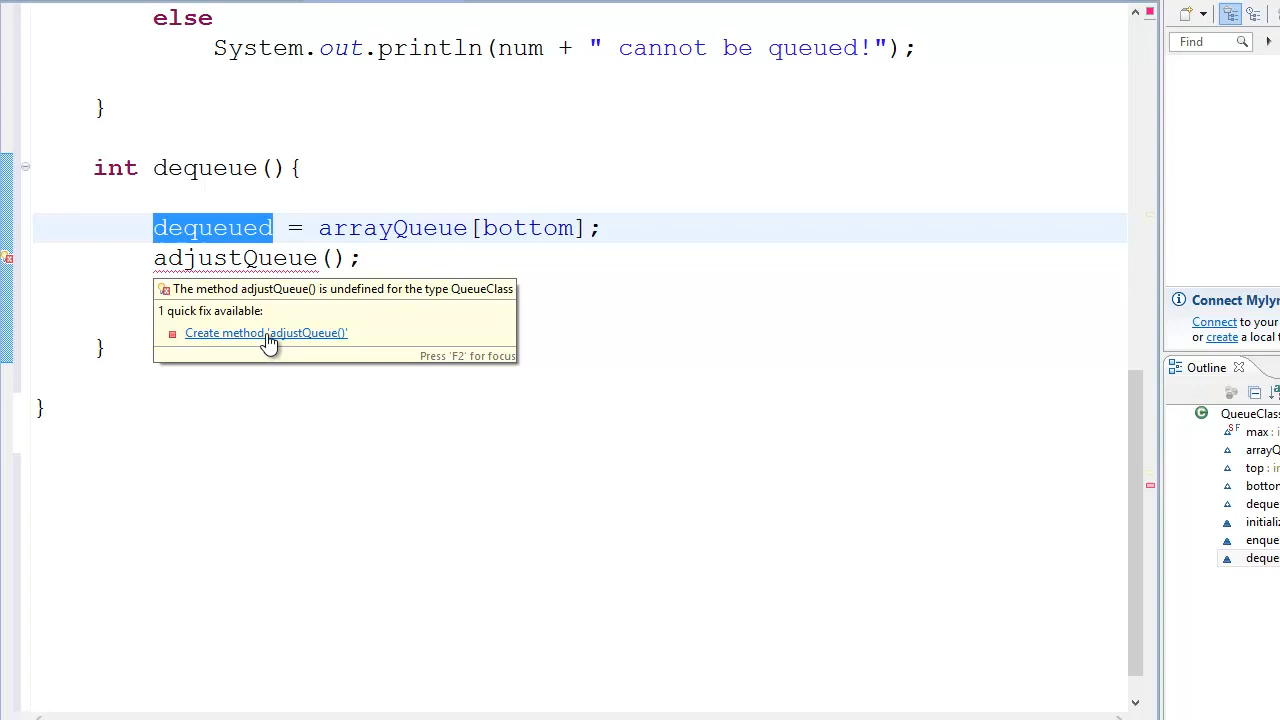 else
System.out.println(num + " cannot be queued!");
}
int dequeue(){
dequeued = arrayQueue[bottom];
adjustQueue();
The method adjustQueue() is undefined for the type QueueClass
1 quick fix available:
Create method 'adjustQueue()'
Press 'F2' for focus
}
}
Find
Connect Mylyn
Connect to your
or create a local t
Outline
QueueClass
max : i
arrayQ
top : in
bottom
deque
initializ
enque
deque